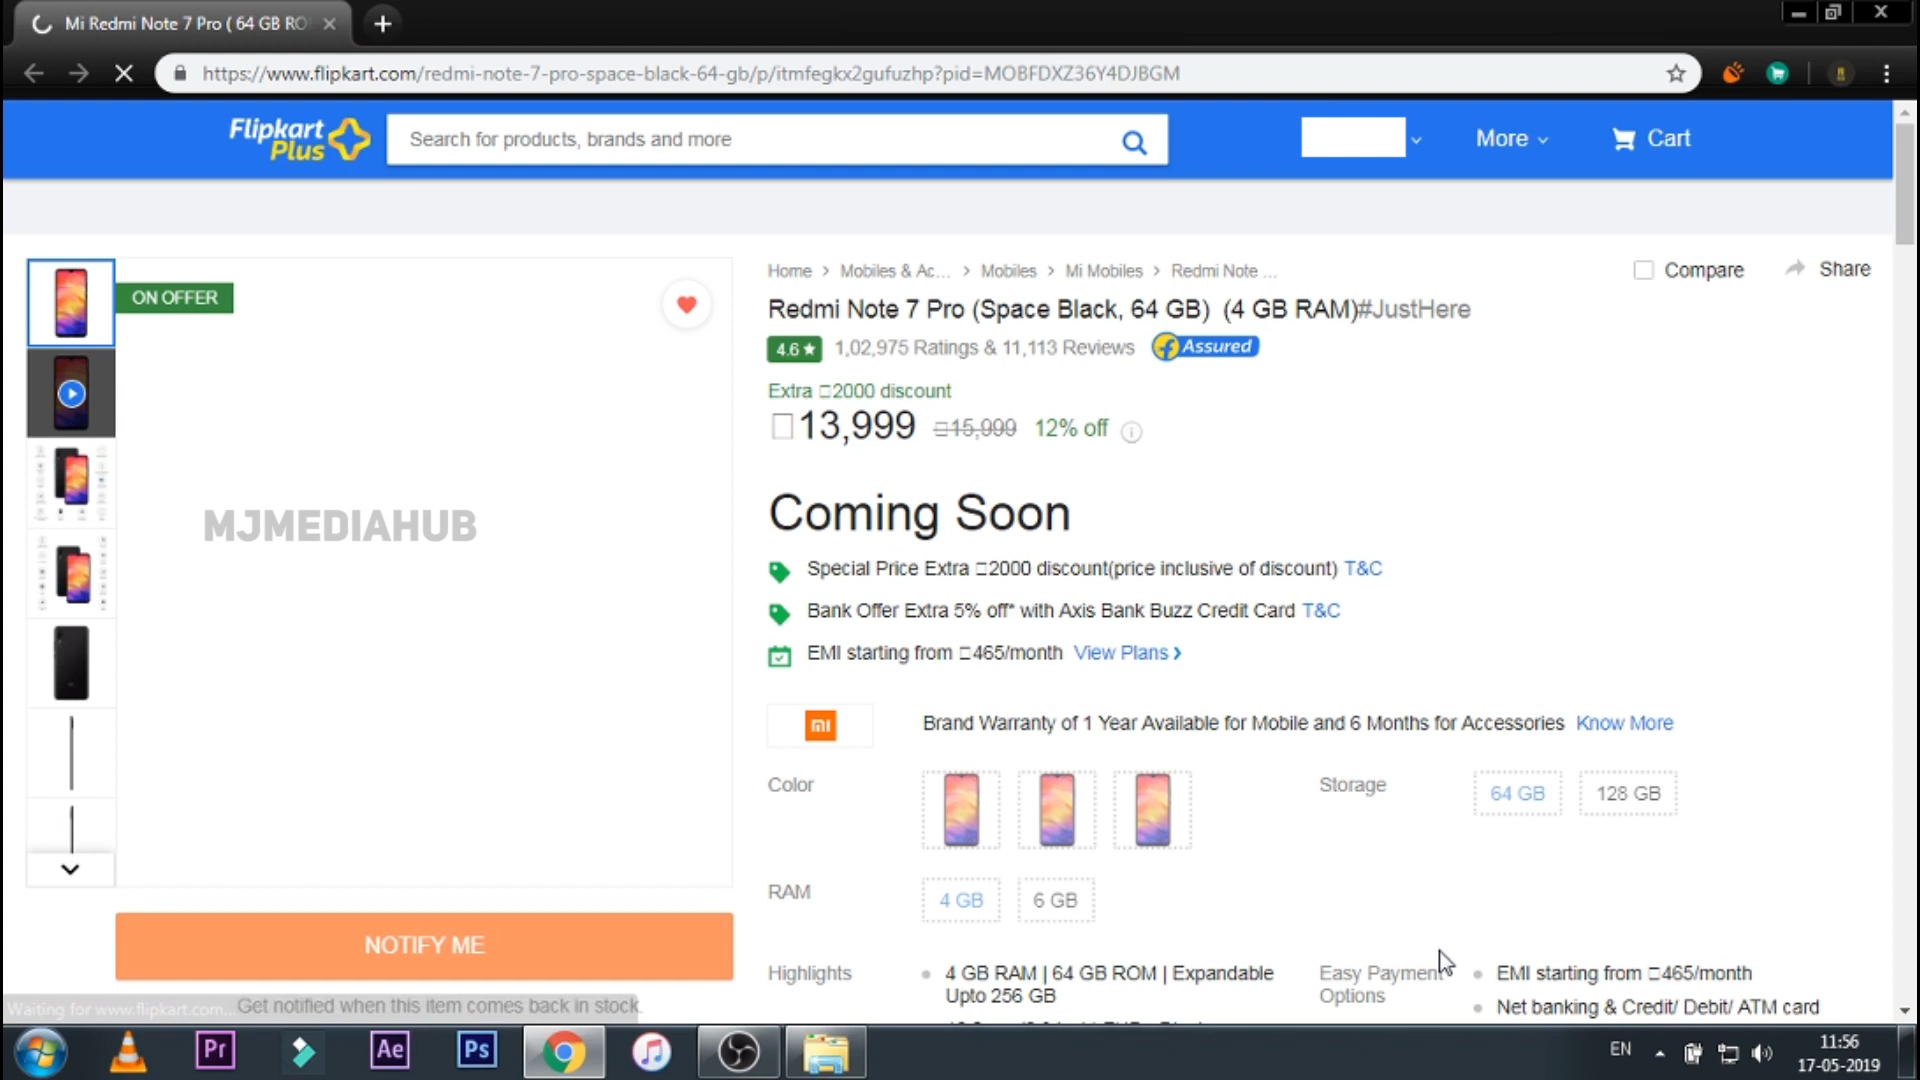 Mi Redmi Note 7 Pro ( 64 GB RO
https://www.flipkart.com/redmi-note-7-pro-space-black-64-gb/p/itmfegkx2gufuzhp?pid=MOBFDXZ36Y4DJBGM
Flipkart
Plus
Search for products, brands and more
More
Cart
Home > Mobiles & Ac... > Mobiles > Mi Mobiles > Redmi Note ...
Compare
Share
ON OFFER
Redmi Note 7 Pro (Space Black, 64 GB) (4 GB RAM)#JustHere
4.6★ 1,02,975 Ratings & 11,113 Reviews
Assured
Extra □2000 discount
□13,999 □15,999 12% off
Coming Soon
MJMEDIAHUB
Special Price Extra □2000 discount(price inclusive of discount) T&C
Bank Offer Extra 5% off* with Axis Bank Buzz Credit Card T&C
EMI starting from □465/month View Plans >
mi
Brand Warranty of 1 Year Available for Mobile and 6 Months for Accessories Know More
Color
Storage
64 GB
128 GB
RAM
4 GB
6 GB
NOTIFY ME
Highlights
4 GB RAM | 64 GB ROM | Expandable
Upto 256 GB
Easy Payment
Options
EMI starting from □465/month
Net banking & Credit/ Debit/ ATM card
Waiting for www.flipkart.com...
Get notified when this item comes back in stock.
Pr
Ae
Ps
EN
11:56
17-05-2019